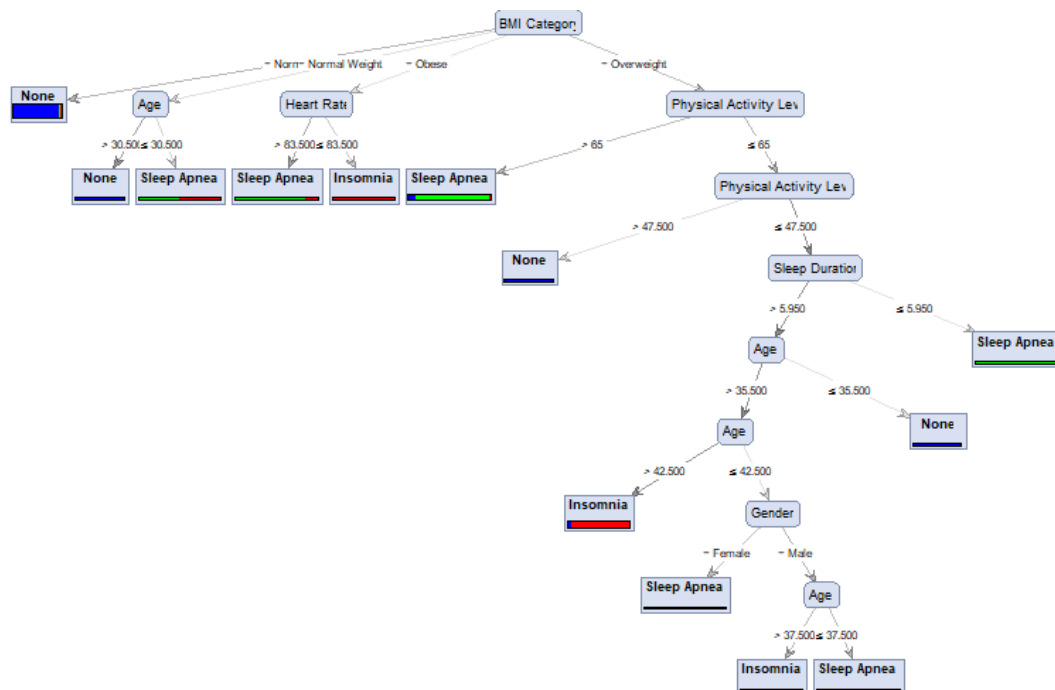 BMI Category
= Norm
= Normal Weight
= Obese
= Overweight
None
Age
Heart Rate
Physical Activity Lev
> 30.500
≤ 30.500
> 83.500
≤ 83.500
> 65
≤ 65
None
Sleep Apnea
Sleep Apnea
Insomnia
Sleep Apnea
Physical Activity Lev
> 47.500
≤ 47.500
None
Sleep Duration
> 5.950
≤ 5.950
Age
Sleep Apnea
> 35.500
≤ 35.500
Age
None
> 42.500
≤ 42.500
Insomnia
Gender
= Female
= Male
Sleep Apnea
Age
> 37.500
≤ 37.500
Insomnia
Sleep Apnea